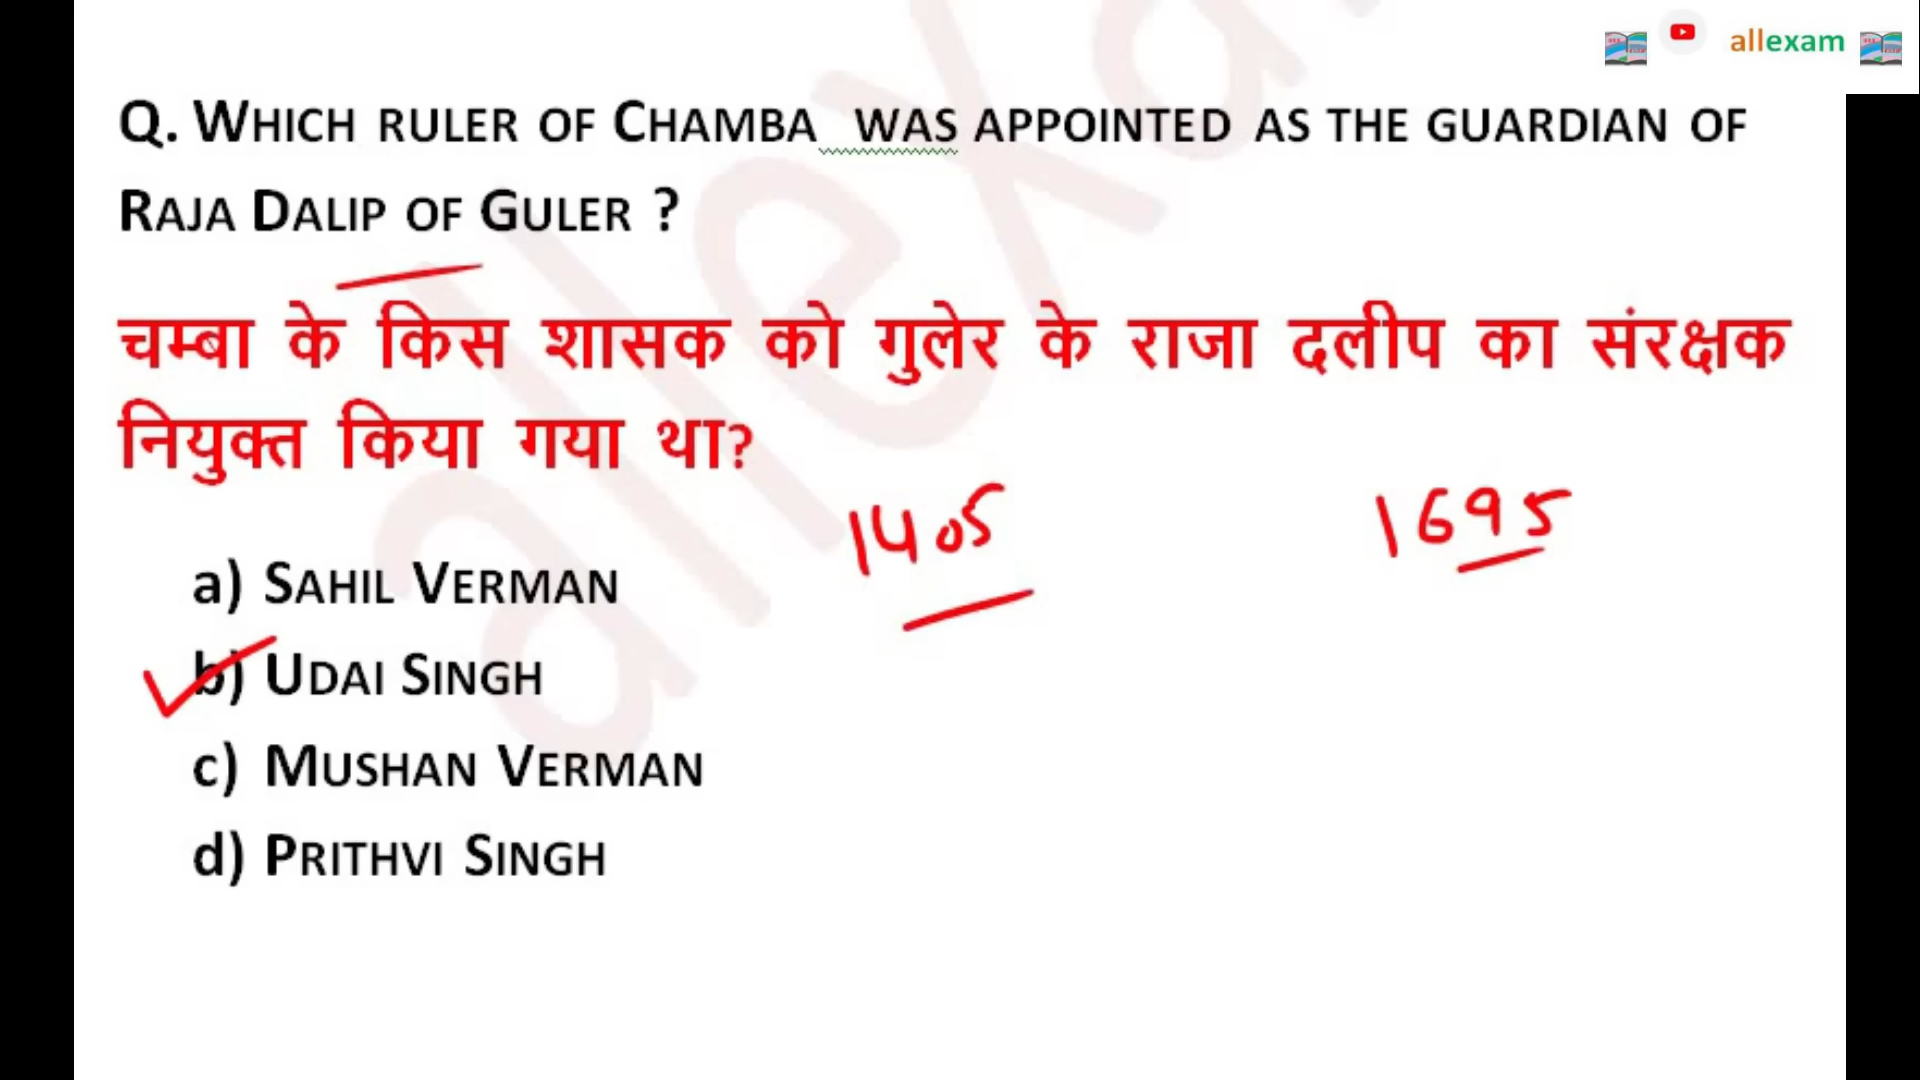 allexam
Q. WHICH RULER OF CHAMBA WAS APPOINTED AS THE GUARDIAN OF
RAJA DALIP OF GULER ?
चम्बा के किस शासक को गुलेर के राजा दलीप का संरक्षक
नियुक्त किया गया था?
1405 1695
a) SAHIL VERMAN
b) UDAI SINGH
c) MUSHAN VERMAN
d) PRITHVI SINGH
allexam